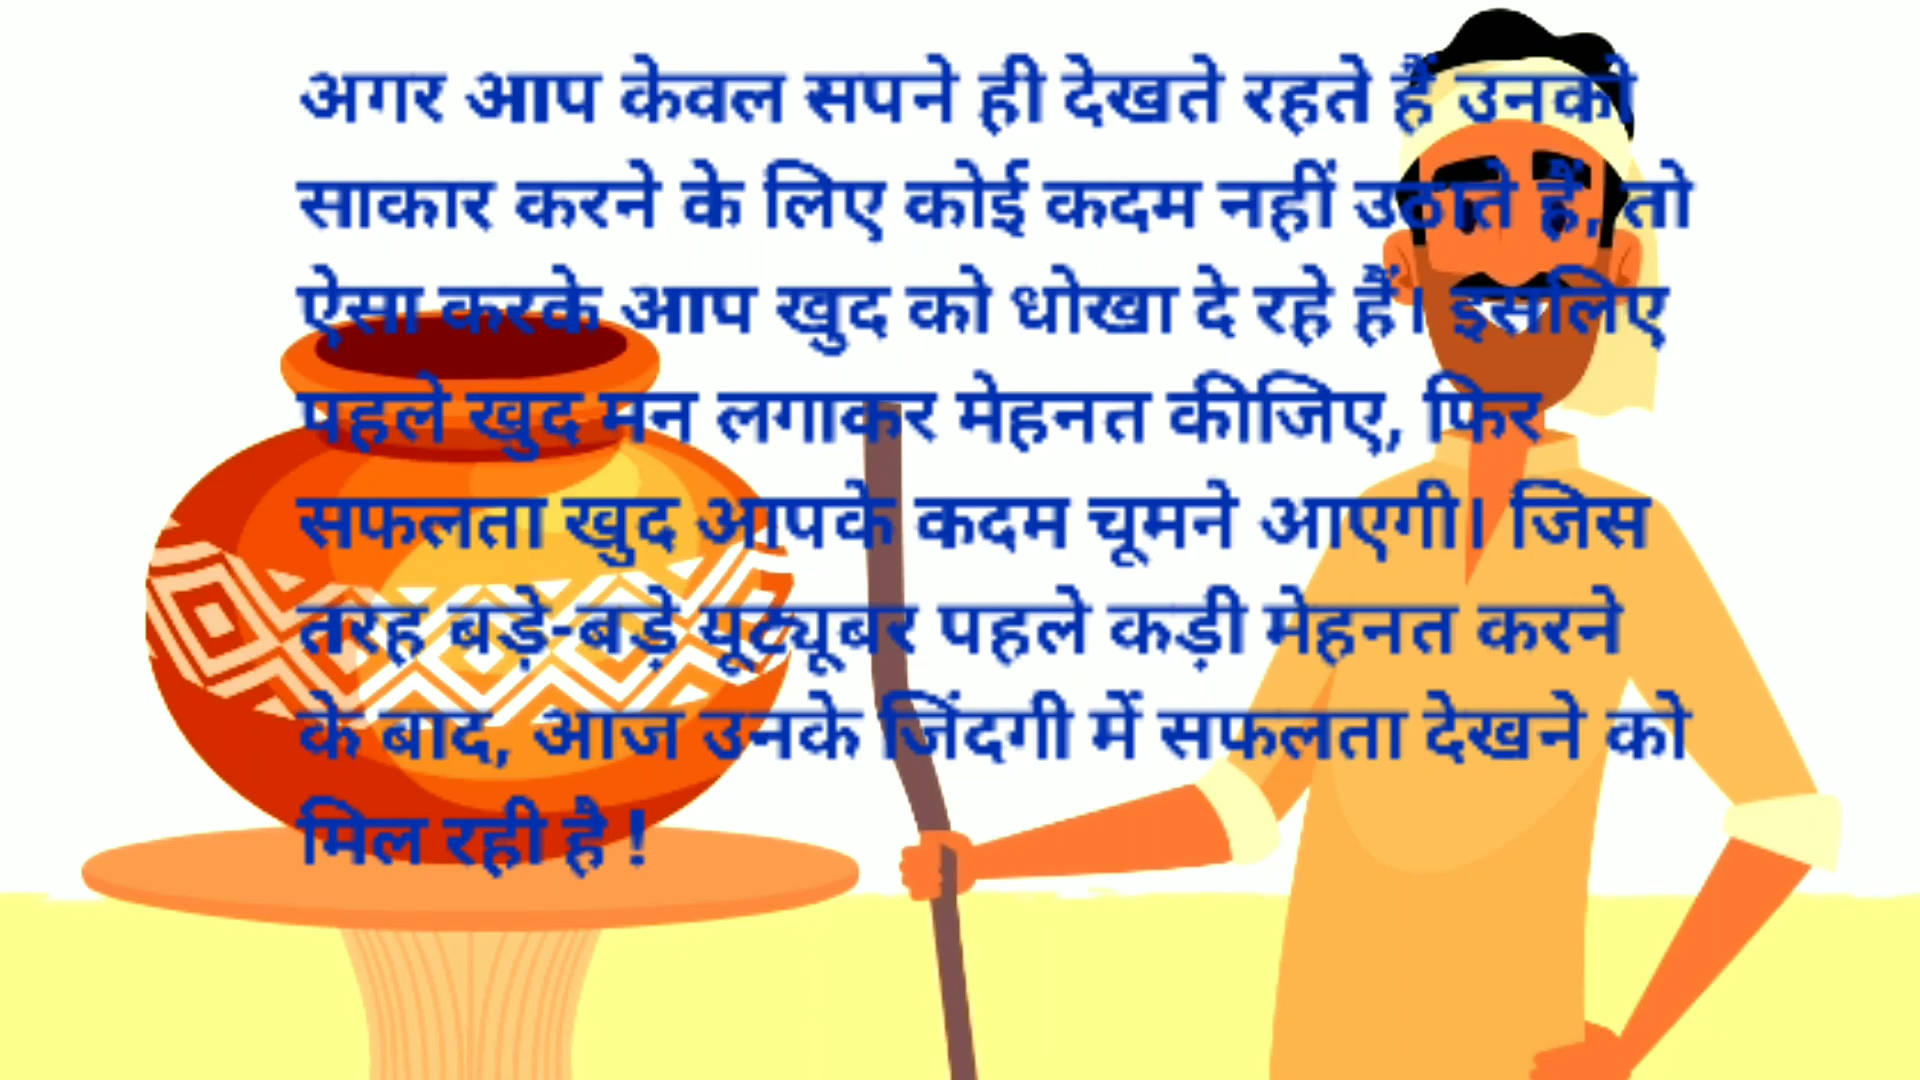 अगर आप केवल सपने ही देखते रहते हैं उनको
साकार करने के लिए कोई कदम नहीं उठाते हैं, तो
ऐसा करके आप खुद को धोखा दे रहे हैं। इसलिए
पहले खुद मन लगाकर मेहनत कीजिए, फिर
सफलता खुद आपके कदम चूमने आएगी। जिस
तरह बड़े-बड़े यूट्यूबर पहले कड़ी मेहनत करने
के बाद, आज उनके जिंदगी में सफलता देखने को
मिल रही है !